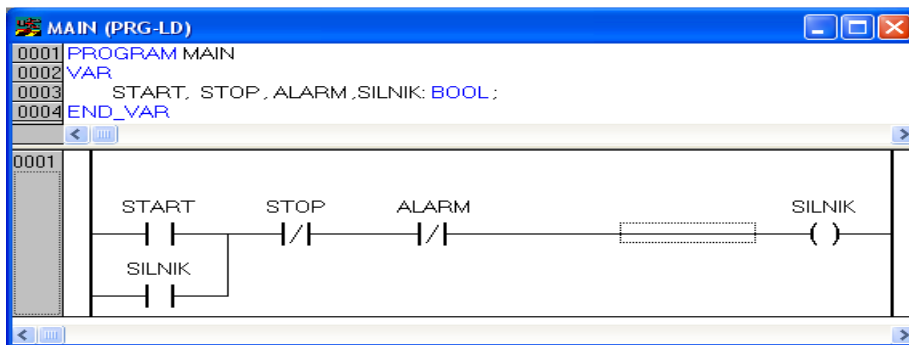 MAIN (PRG-LD)
0001 PROGRAM MAIN
0002 VAR
0003 START, STOP, ALARM ,SILNIK: BOOL ;
0004 END_VAR
0001
START STOP ALARM SILNIK
SILNIK